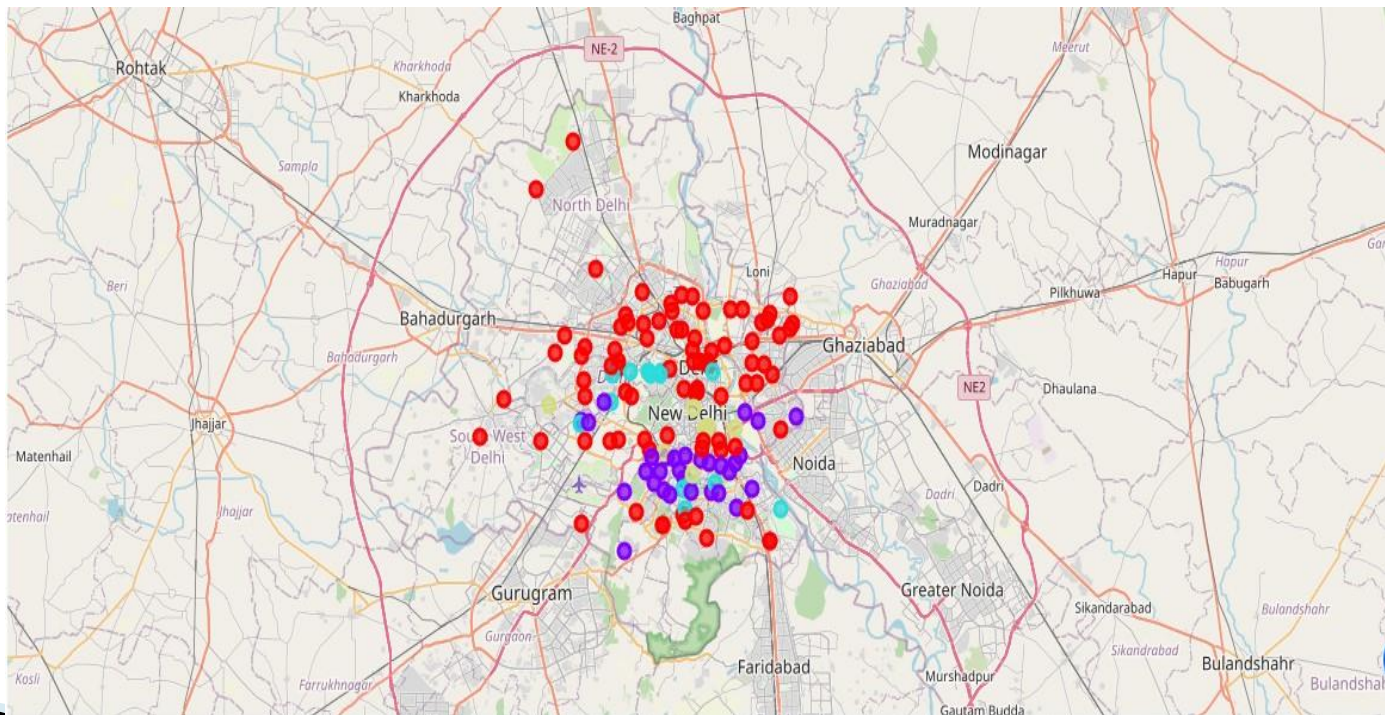 Baghpat
NE-2
Meerut
Rohtak
Kharkhoda
Kharkhoda
Sampla
Modinagar
North Delhi
Muradnagar
Loni
Hapur
Hapur
Babugarh
Beri
Ghaziabad
Pilkhuwa
Bahadurgarh
Ghaziabad
Bahadurgarh
NE2
Dhaulana
New Delhi
Jhajjar
South West
Delhi
Matenhail
Noida
Dadri
Dadri
Jhajjar
Gurugram
Greater Noida
Sikandarabad
Bulandshahr
Gurgaon
Sikandrabad
Faridabad
Bulandshahr
Kosli
Farrukhnagar
Murshadpur
Gautam Budda